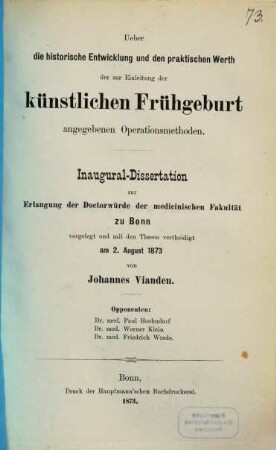 73.
Ueber
die historische Entwicklung und den praktischen Werth
der zur Einleitung der
künstlichen Frühgeburt
angegebenen Operationsmethoden.
Inaugural-Dissertation
zur
Erlangung der Doctorwürde der medicinischen Fakultät
zu Bonn
vorgelegt und mit den Thesen vertheidigt
am 2. August 1873
von
Johannes Vianden.
Opponenten:
Dr. med. Paul
Dr. med. Werner Klein.
Dr. med. Friedrich Wrede.
Bonn,
Druck der Hauptmann'schen Buchdruckerei.
1873.